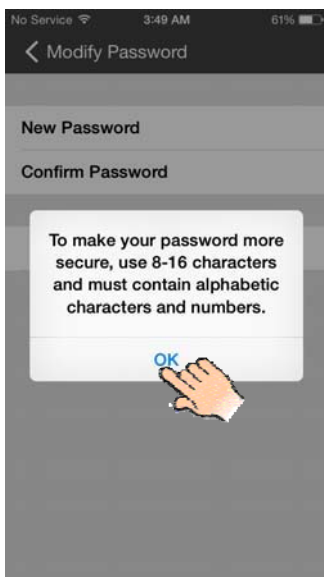 No Service 3:49 AM 61%
Modify Password
New Password
Confirm Password
To make your password more
secure, use 8-16 characters
and must contain alphabetic
characters and numbers.
OK